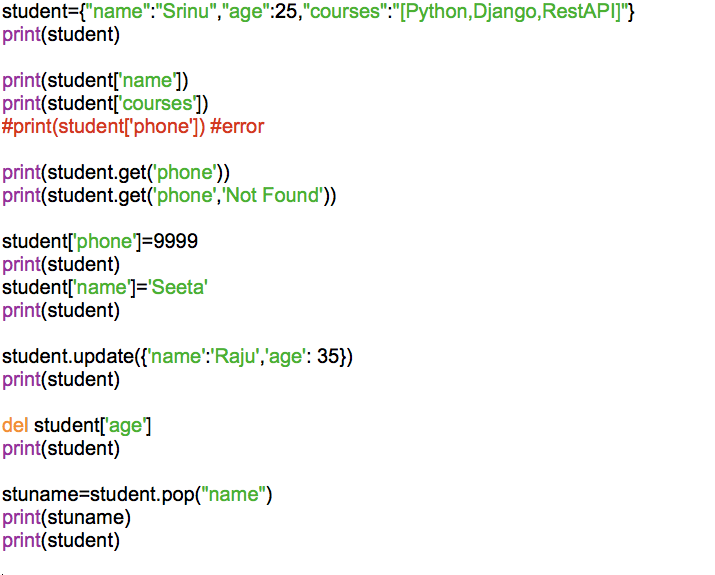 student={"name":"Srinu","age":25,"courses":"[Python,Django,RestAPI]"}
print(student)
print(student['name'])
print(student['courses'])
#print(student['phone']) #error
print(student.get('phone'))
print(student.get('phone','Not Found'))
student['phone']=9999
print(student)
student['name']='Seeta'
print(student)
student.update({'name':'Raju','age': 35})
print(student)
del student['age']
print(student)
stuname=student.pop("name")
print(stuname)
print(student)